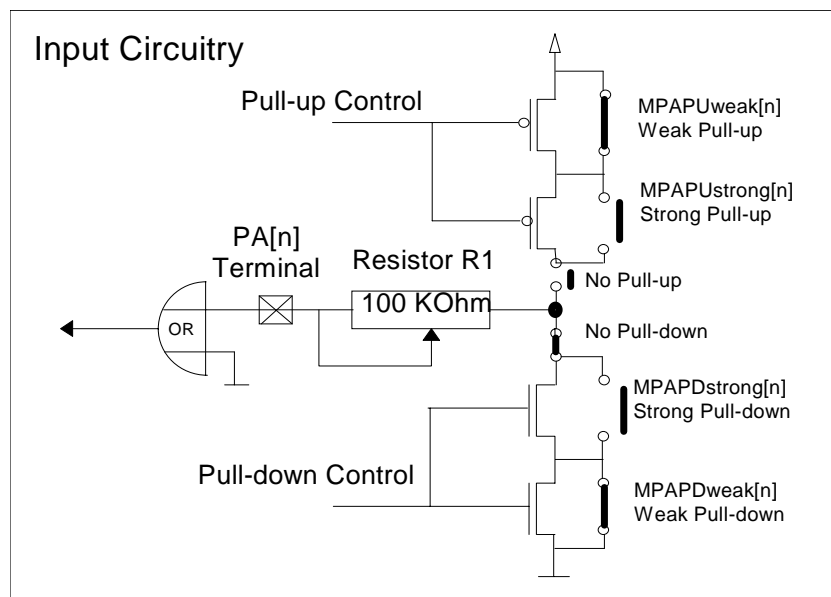 Input Circuitry
Pull-up Control
MPAPUweak[n]
Weak Pull-up
MPAPUstrong[n]
Strong Pull-up
PA[n]
Terminal
Resistor R1
No Pull-up
100 KOhm
OR
No Pull-down
MPAPDstrong[n]
Strong Pull-down
Pull-down Control
MPAPDweak[n]
Weak Pull-down